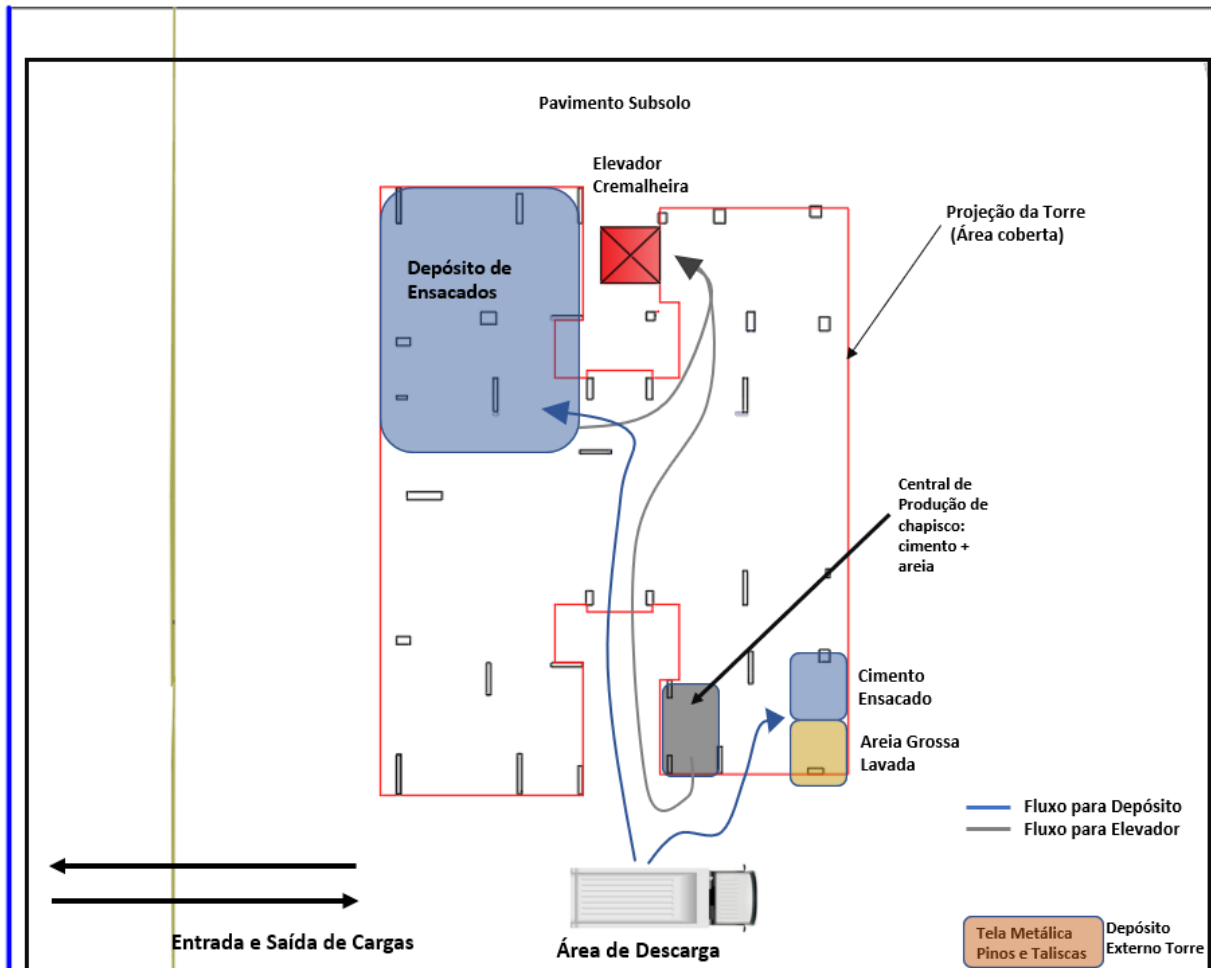 Pavimento Subsolo
Elevador
Cremalheira
Projeção da Torre
(Área coberta)
Depósito de
Ensacados
Central de
Produção de
chapisco:
cimento +
areia
Cimento
Ensacado
Areia Grossa
Lavada
Fluxo para Depósito
Fluxo para Elevador
Entrada e Saída de Cargas
Área de Descarga
Tela Metálica
Pinos e Taliscas
Depósito
Externo Torre